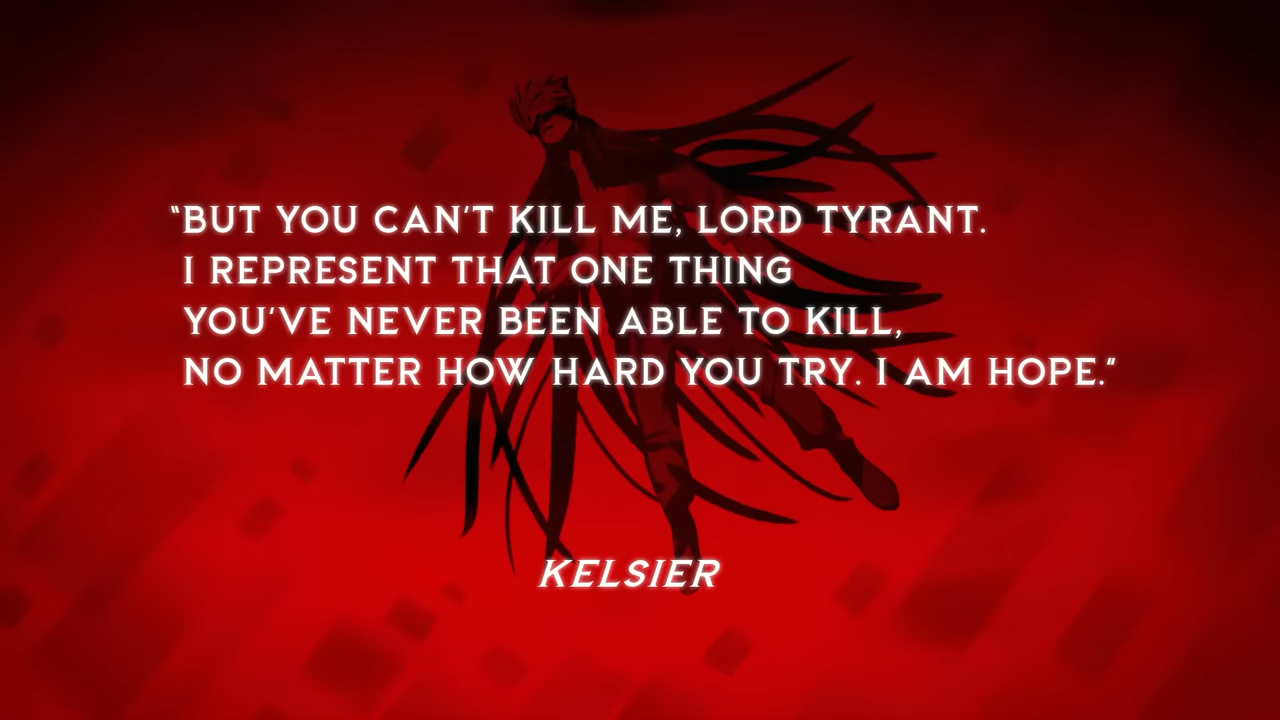 “BUT YOU CAN'T KILL ME, LORD TYRANT.
I REPRESENT THAT ONE THING
YOU'VE NEVER BEEN ABLE TO KILL,
NO MATTER HOW HARD YOU TRY. I AM HOPE.”
KELSIER